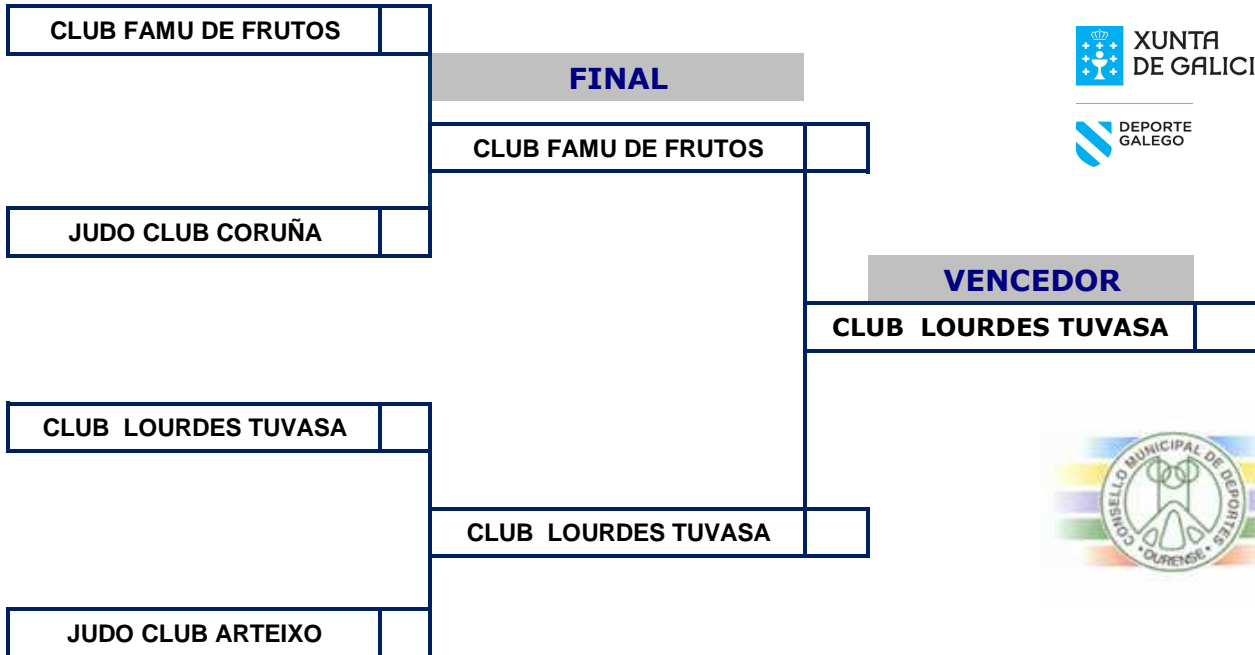 CLUB FAMU DE FRUTOS
XUNTA
DE GALICI
FINAL
DEPORTE
GALEGO
CLUB FAMU DE FRUTOS
JUDO CLUB CORUÑA
VENCEDOR
CLUB  LOURDES TUVASA
CLUB  LOURDES TUVASA
CONSELLO MUNICIPAL DE DEPORTES
OURENSE
CLUB  LOURDES TUVASA
JUDO CLUB ARTEIXO